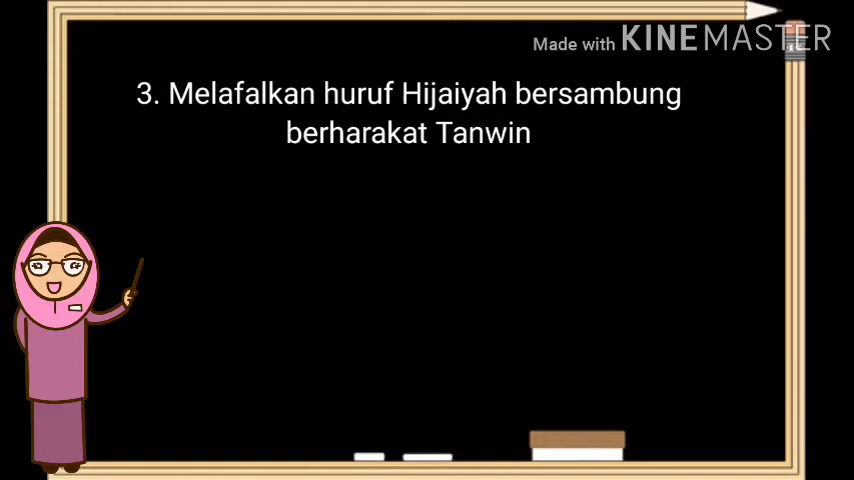 Made with KINEMASTER
3. Melafalkan huruf Hijaiyah bersambung
berharakat Tanwin